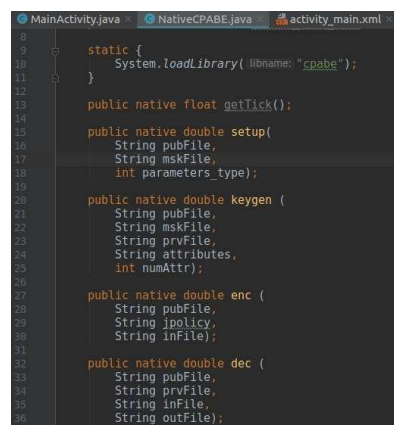 MainActivity.java × NativeCPABE.java × activity_main.xml ×
8
9 static {
10 System.loadLibrary( libname: "cpabe");
11 }
12
13 public native float getTick();
14
15 public native double setup(
16 String pubFile,
17 String mskFile,
18 int parameters_type);
19
20 public native double keygen (
21 String pubFile,
22 String mskFile,
23 String prvFile,
24 String attributes,
25 int numAttr);
26
27 public native double enc (
28 String pubFile,
29 String jpolicy,
30 String inFile);
31
32 public native double dec (
33 String pubFile,
34 String prvFile,
35 String inFile,
36 String outFile);